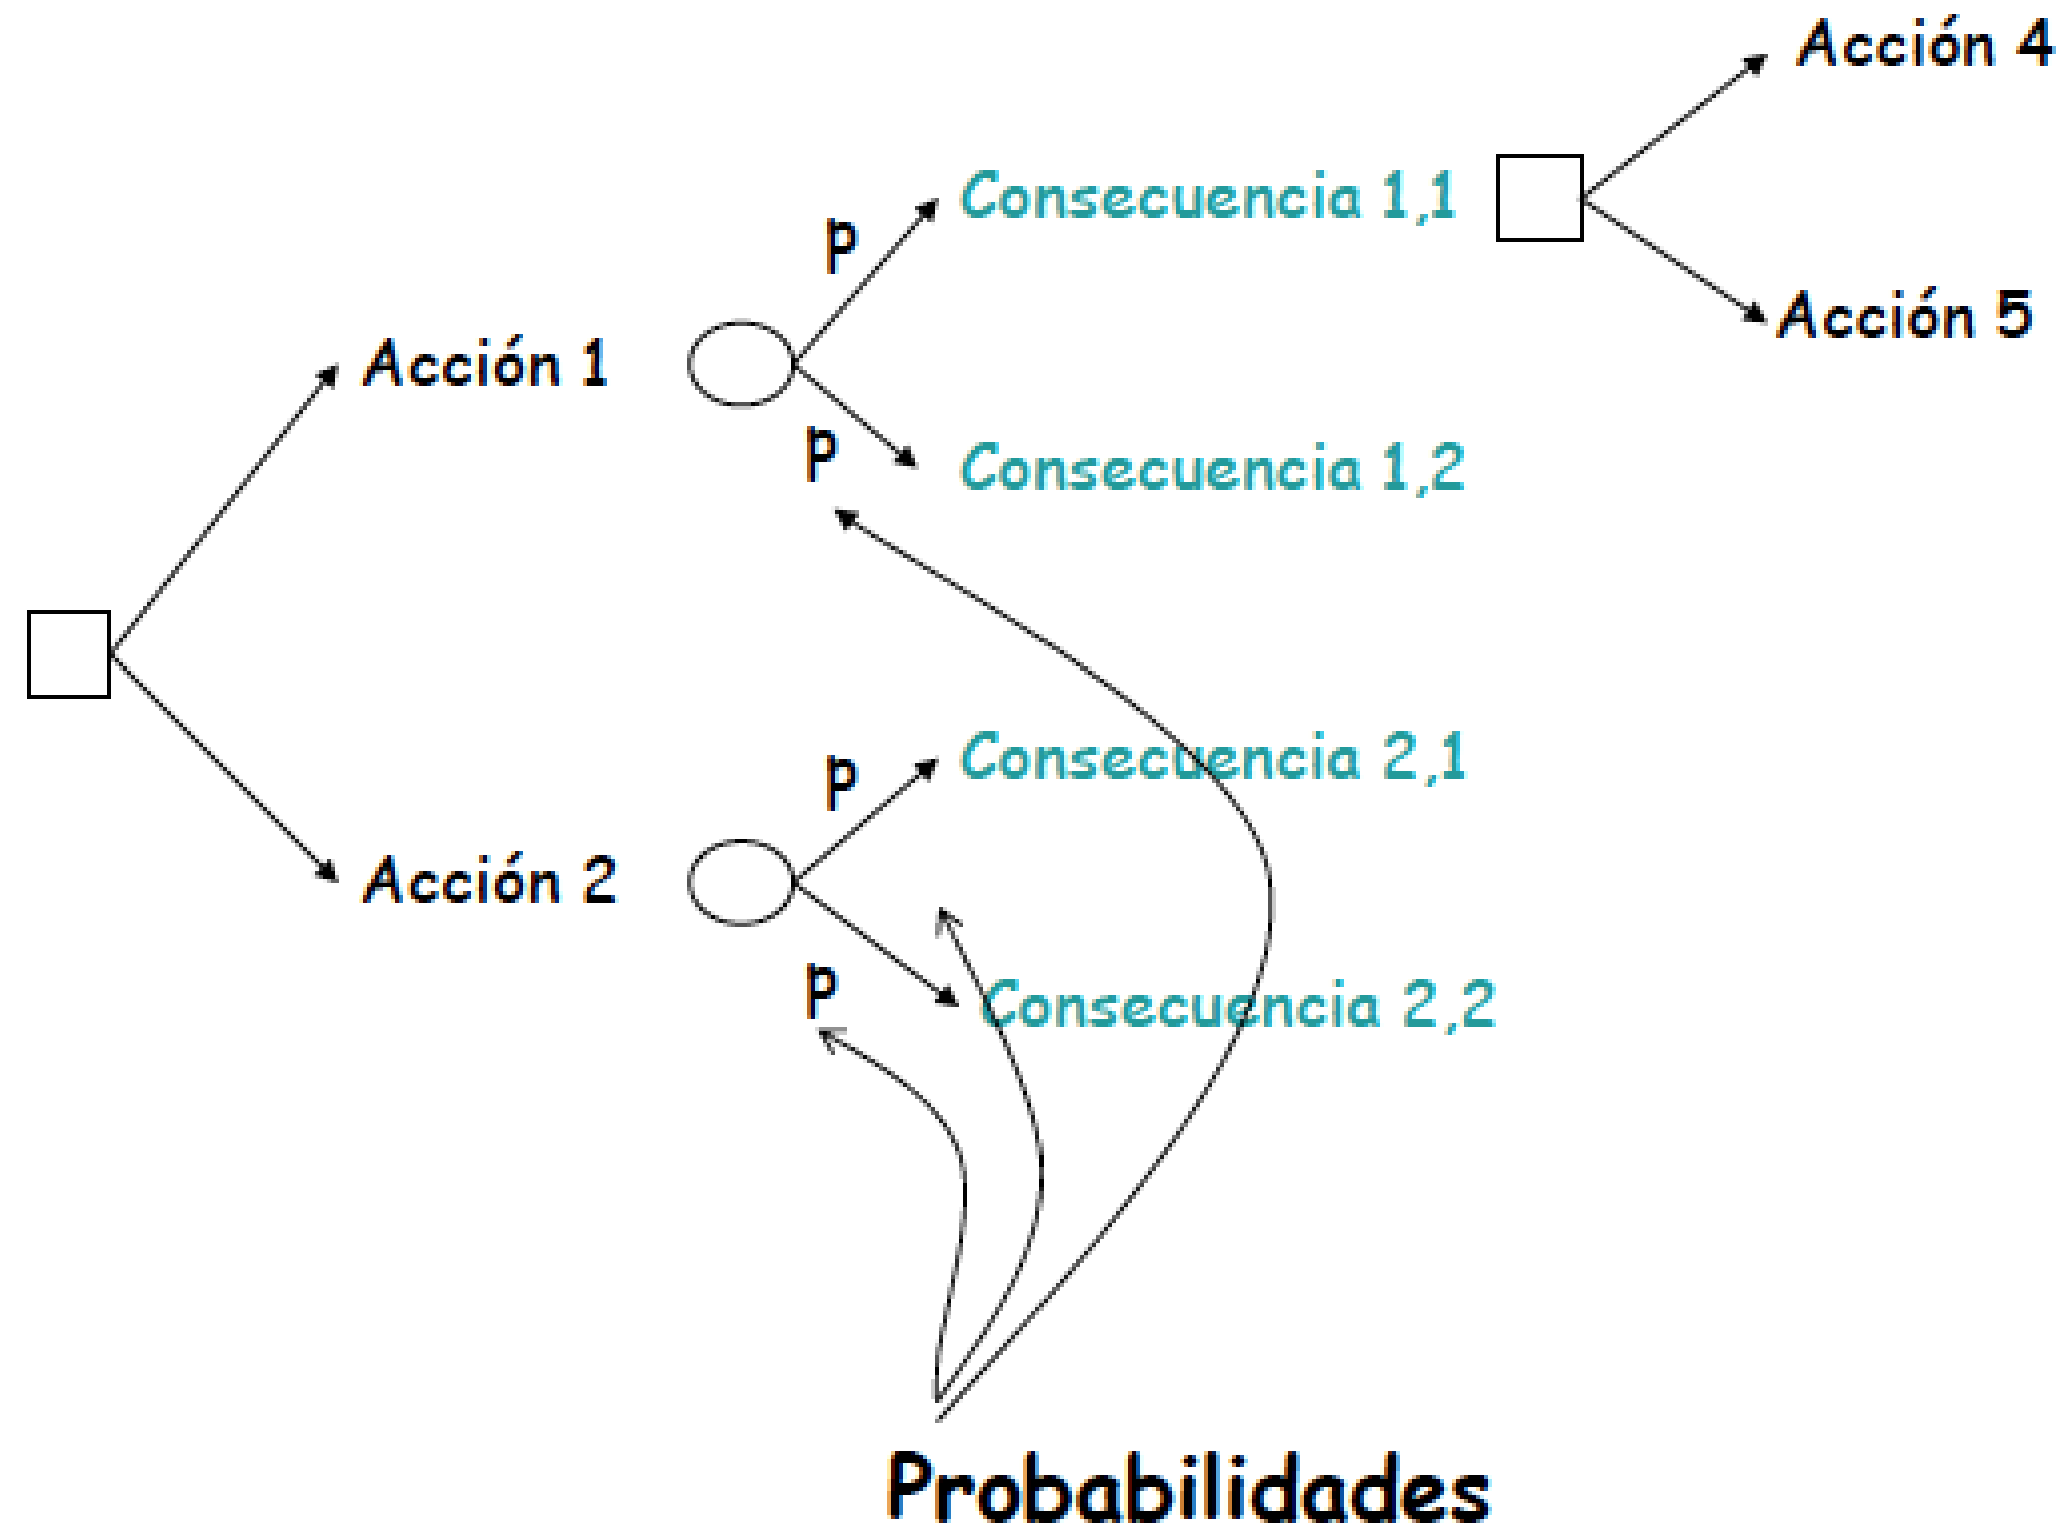 Acción 4
Consecuencia 1,1
p
Acción 5
Acción 1
p
Consecuencia 1,2
Consecuencia 2,1
p
Acción 2
p
Consecuencia 2,2
Probabilidades